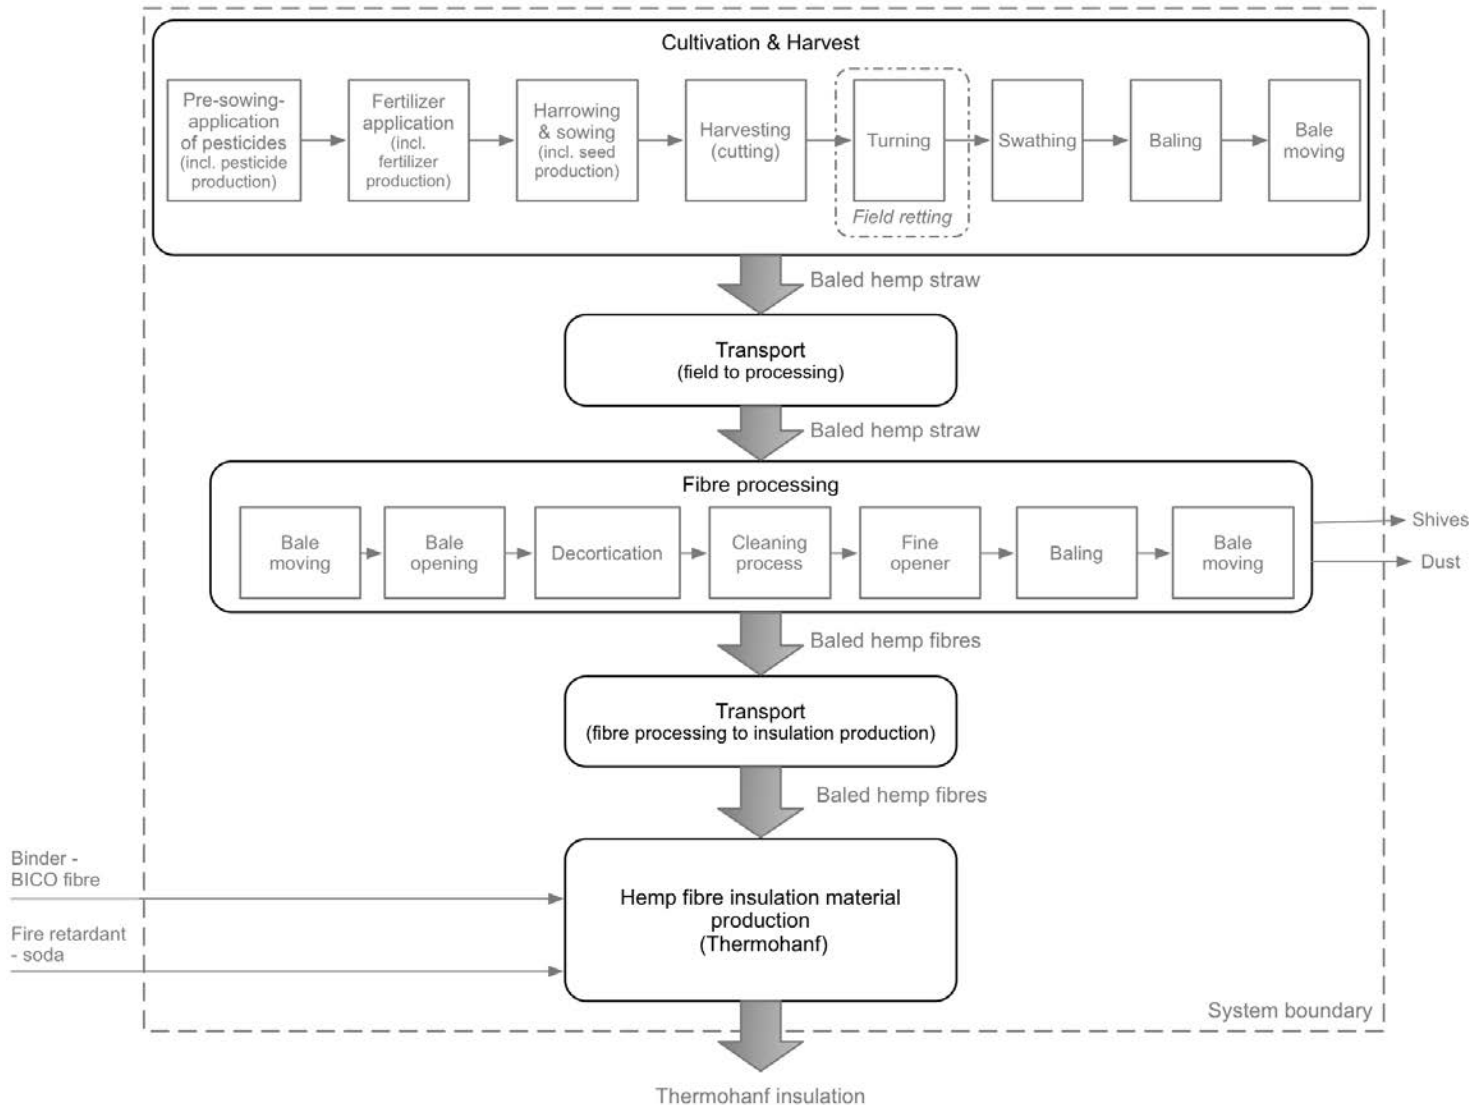 Cultivation & Harvest
Pre-sowing-
application
of pesticides
(incl. pesticide
production)
Fertilizer
application
(incl.
fertilizer
production)
Harrowing
& sowing
(incl. seed
production)
Harvesting
(cutting)
Turning
Field retting
Swathing
Baling
Bale
moving
Baled hemp straw
Transport
(field to processing)
Baled hemp straw
Fibre processing
Bale
moving
Bale
opening
Decortication
Cleaning
process
Fine
opener
Baling
Bale
moving
Shives
Dust
Baled hemp fibres
Transport
(fibre processing to insulation production)
Baled hemp fibres
Binder -
BICO fibre
Fire retardant
- soda
Hemp fibre insulation material
production
(Thermohanf)
System boundary
Thermohanf insulation